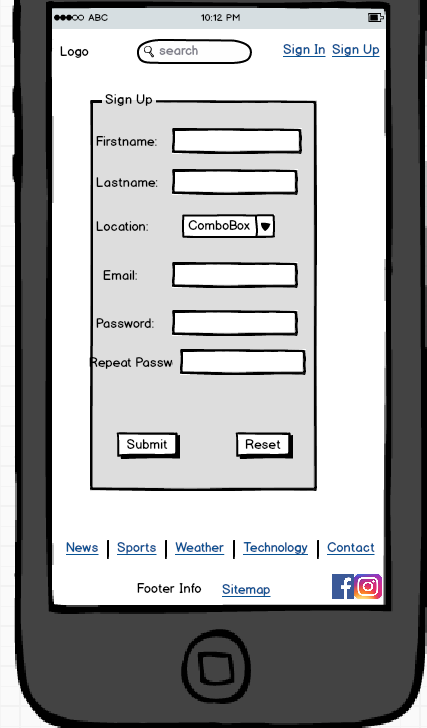 ABC 10:12 PM
Logo search Sign In Sign Up
Sign Up
Firstname:
Lastname:
Location: ComboBox
Email:
Password:
Repeat Passw
Submit Reset
News Sports Weather Technology Contact
Footer Info Sitemap